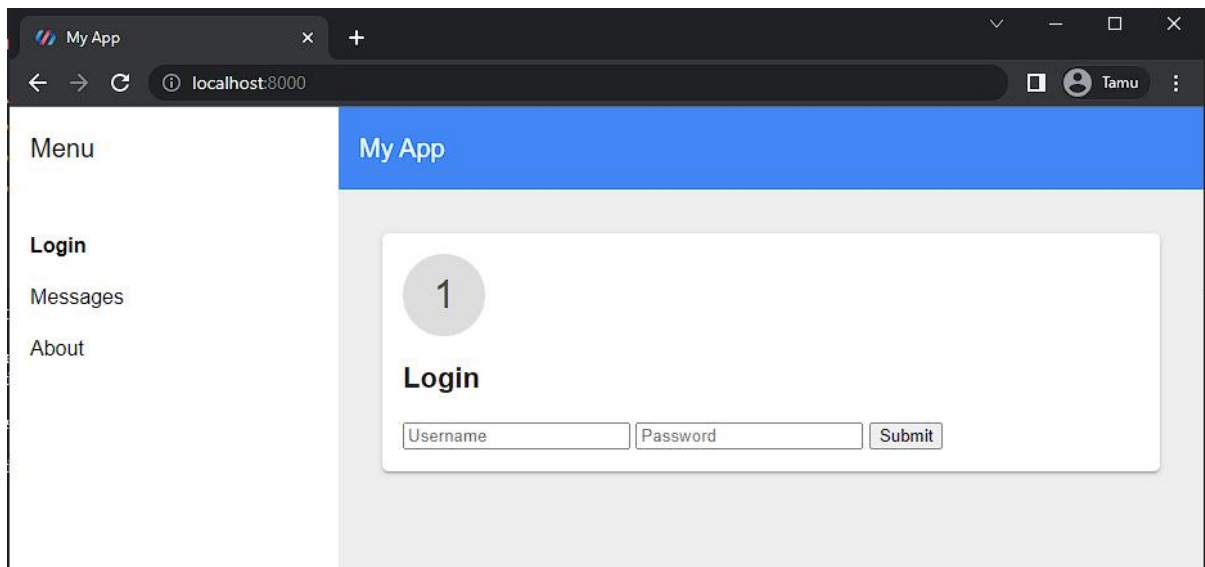 My App
localhost:8000
Tamu
Menu
My App
Login
Messages
About
1
Login
Username Password Submit